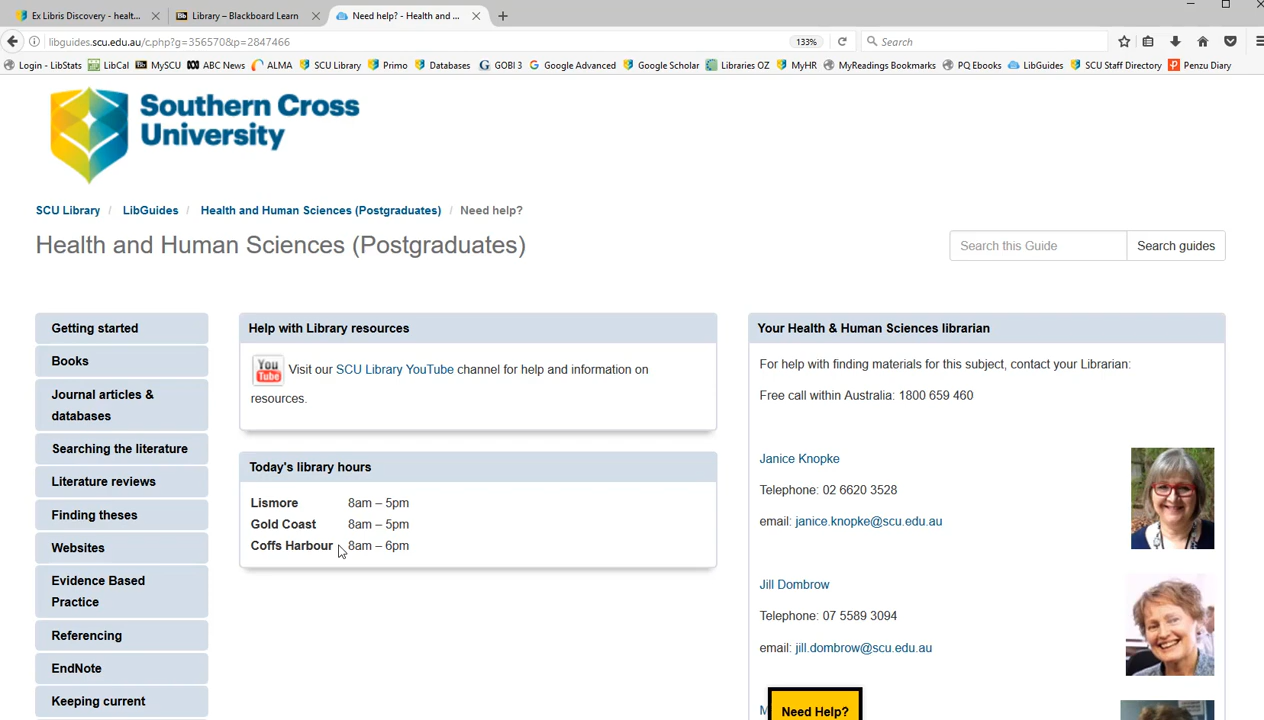 Ex Libris Discovery - healt...
Library – Blackboard Learn
Need help? - Health and ...
libguides.scu.edu.au/c.php?g=356570&p=2847466
133%
Search
Login - LibStats
LibCal
MySCU
ABC News
ALMA
SCU Library
Primo
Databases
GOBI 3
Google Advanced
Google Scholar
Libraries OZ
MyHR
MyReadings Bookmarks
PQ Ebooks
LibGuides
SCU Staff Directory
Penzu Diary
Southern Cross
University
SCU Library / LibGuides / Health and Human Sciences (Postgraduates) / Need help?
Health and Human Sciences (Postgraduates)
Search this Guide
Search guides
Getting started
Books
Journal articles &
databases
Searching the literature
Literature reviews
Finding theses
Websites
Evidence Based
Practice
Referencing
EndNote
Keeping current
Help with Library resources
You
Tube
Visit our SCU Library YouTube channel for help and information on
resources.
Today's library hours
Lismore 8am – 5pm
Gold Coast 8am – 5pm
Coffs Harbour 8am – 6pm
Your Health & Human Sciences librarian
For help with finding materials for this subject, contact your Librarian:
Free call within Australia: 1800 659 460
Janice Knopke
Telephone: 02 6620 3528
email: janice.knopke@scu.edu.au
Jill Dombrow
Telephone: 07 5589 3094
email: jill.dombrow@scu.edu.au
Need Help?